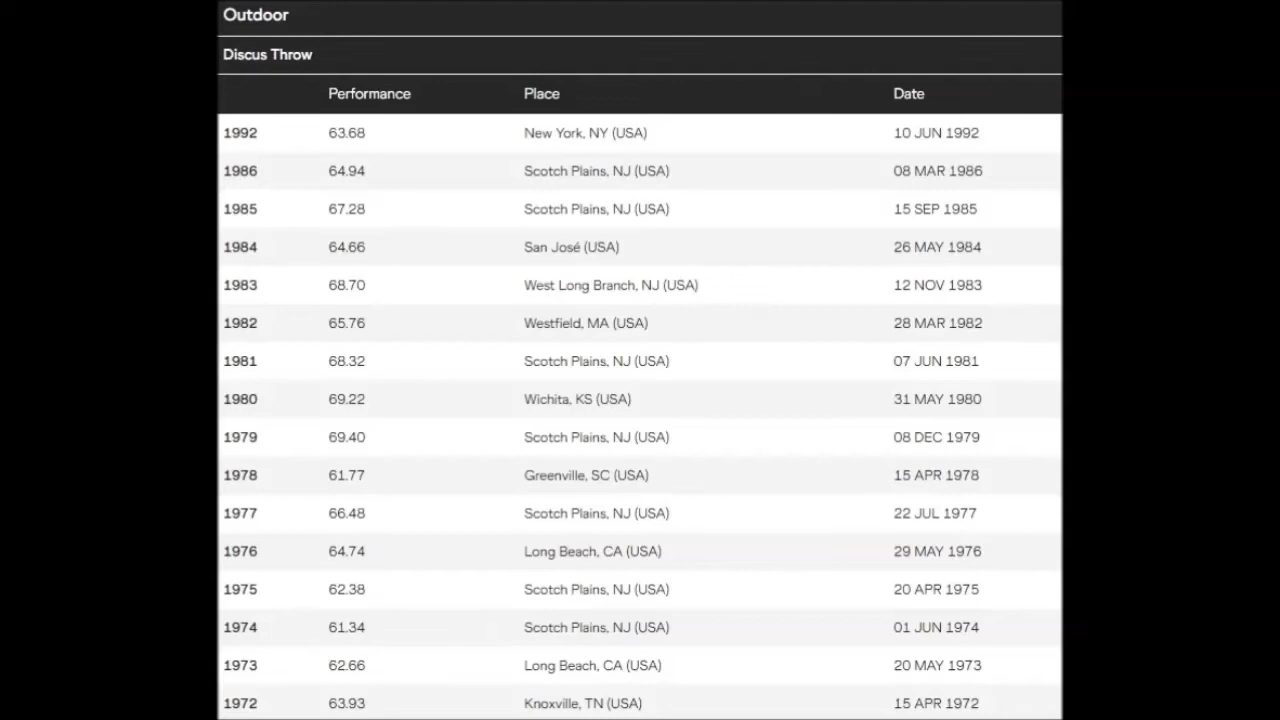 Outdoor
Discus Throw
Performance Place Date
1992 63.68 New York, NY (USA) 10 JUN 1992
1986 64.94 Scotch Plains, NJ (USA) 08 MAR 1986
1985 67.28 Scotch Plains, NJ (USA) 15 SEP 1985
1984 64.66 San José (USA) 26 MAY 1984
1983 68.70 West Long Branch, NJ (USA) 12 NOV 1983
1982 65.76 Westfield, MA (USA) 28 MAR 1982
1981 68.32 Scotch Plains, NJ (USA) 07 JUN 1981
1980 69.22 Wichita, KS (USA) 31 MAY 1980
1979 69.40 Scotch Plains, NJ (USA) 08 DEC 1979
1978 61.77 Greenville, SC (USA) 15 APR 1978
1977 66.48 Scotch Plains, NJ (USA) 22 JUL 1977
1976 64.74 Long Beach, CA (USA) 29 MAY 1976
1975 62.38 Scotch Plains, NJ (USA) 20 APR 1975
1974 61.34 Scotch Plains, NJ (USA) 01 JUN 1974
1973 62.66 Long Beach, CA (USA) 20 MAY 1973
1972 63.93 Knoxville, TN (USA) 15 APR 1972